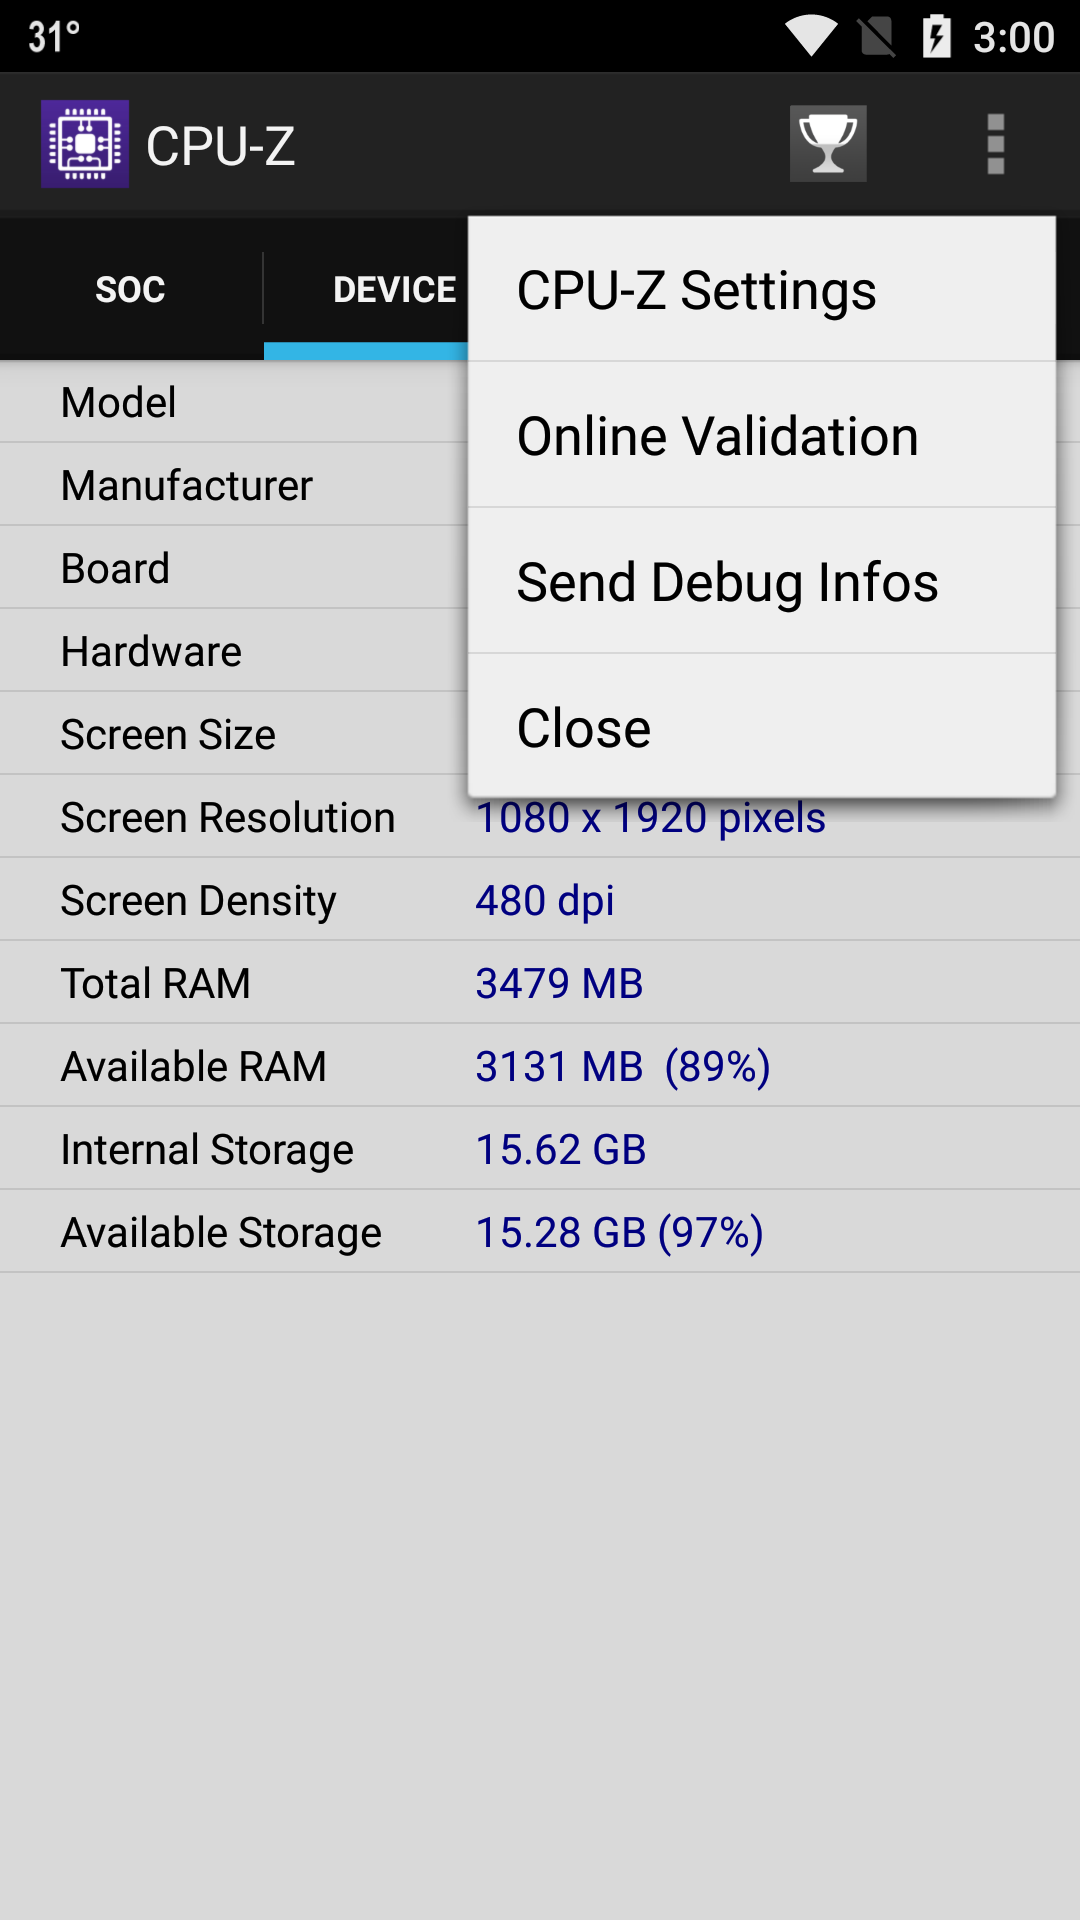 31° 3:00
CPU-Z
SOC DEVICE
CPU-Z Settings
Online Validation
Send Debug Infos
Close
Model
Manufacturer
Board
Hardware
Screen Size
Screen Resolution 1080 x 1920 pixels
Screen Density 480 dpi
Total RAM 3479 MB
Available RAM 3131 MB (89%)
Internal Storage 15.62 GB
Available Storage 15.28 GB (97%)